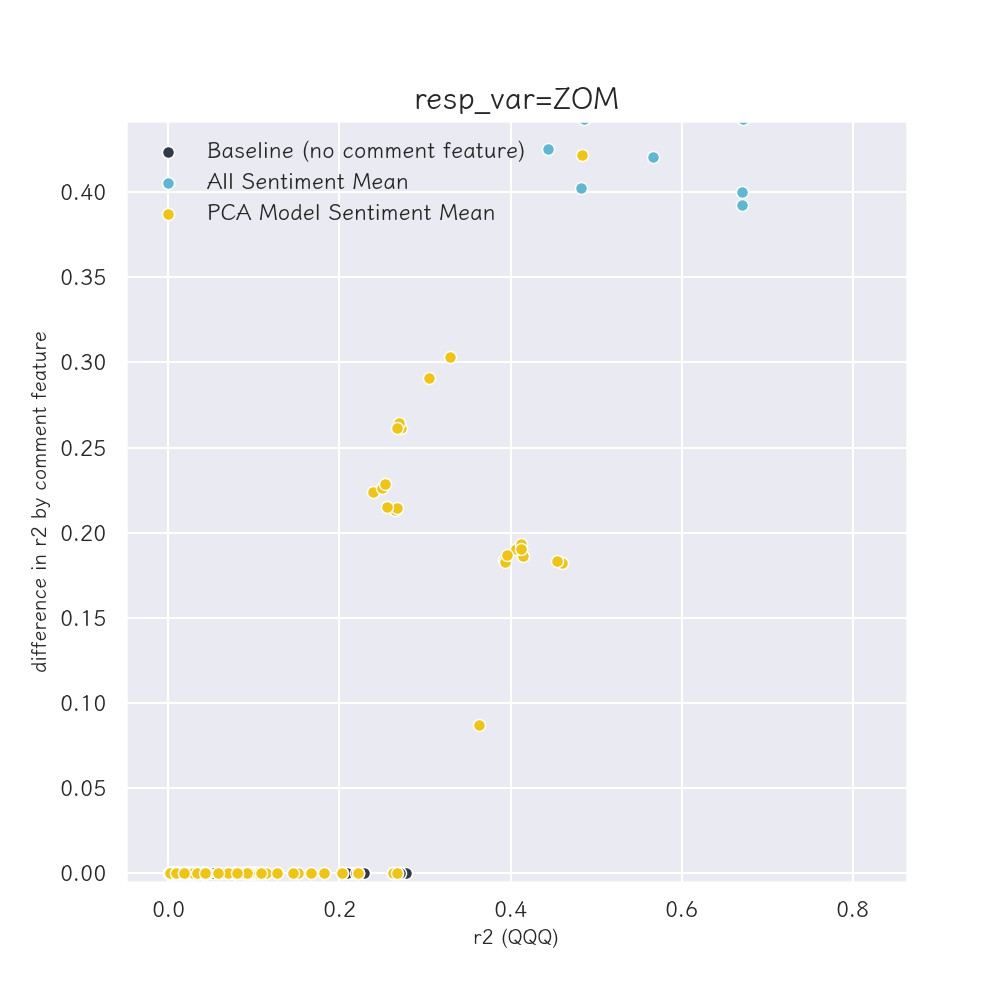 resp_var=ZOM
Baseline (no comment feature)
All Sentiment Mean
PCA Model Sentiment Mean
difference in r2 by comment feature
0.40
0.35
0.30
0.25
0.20
0.15
0.10
0.05
0.00
0.0 0.2 0.4 0.6 0.8
r2 (QQQ)